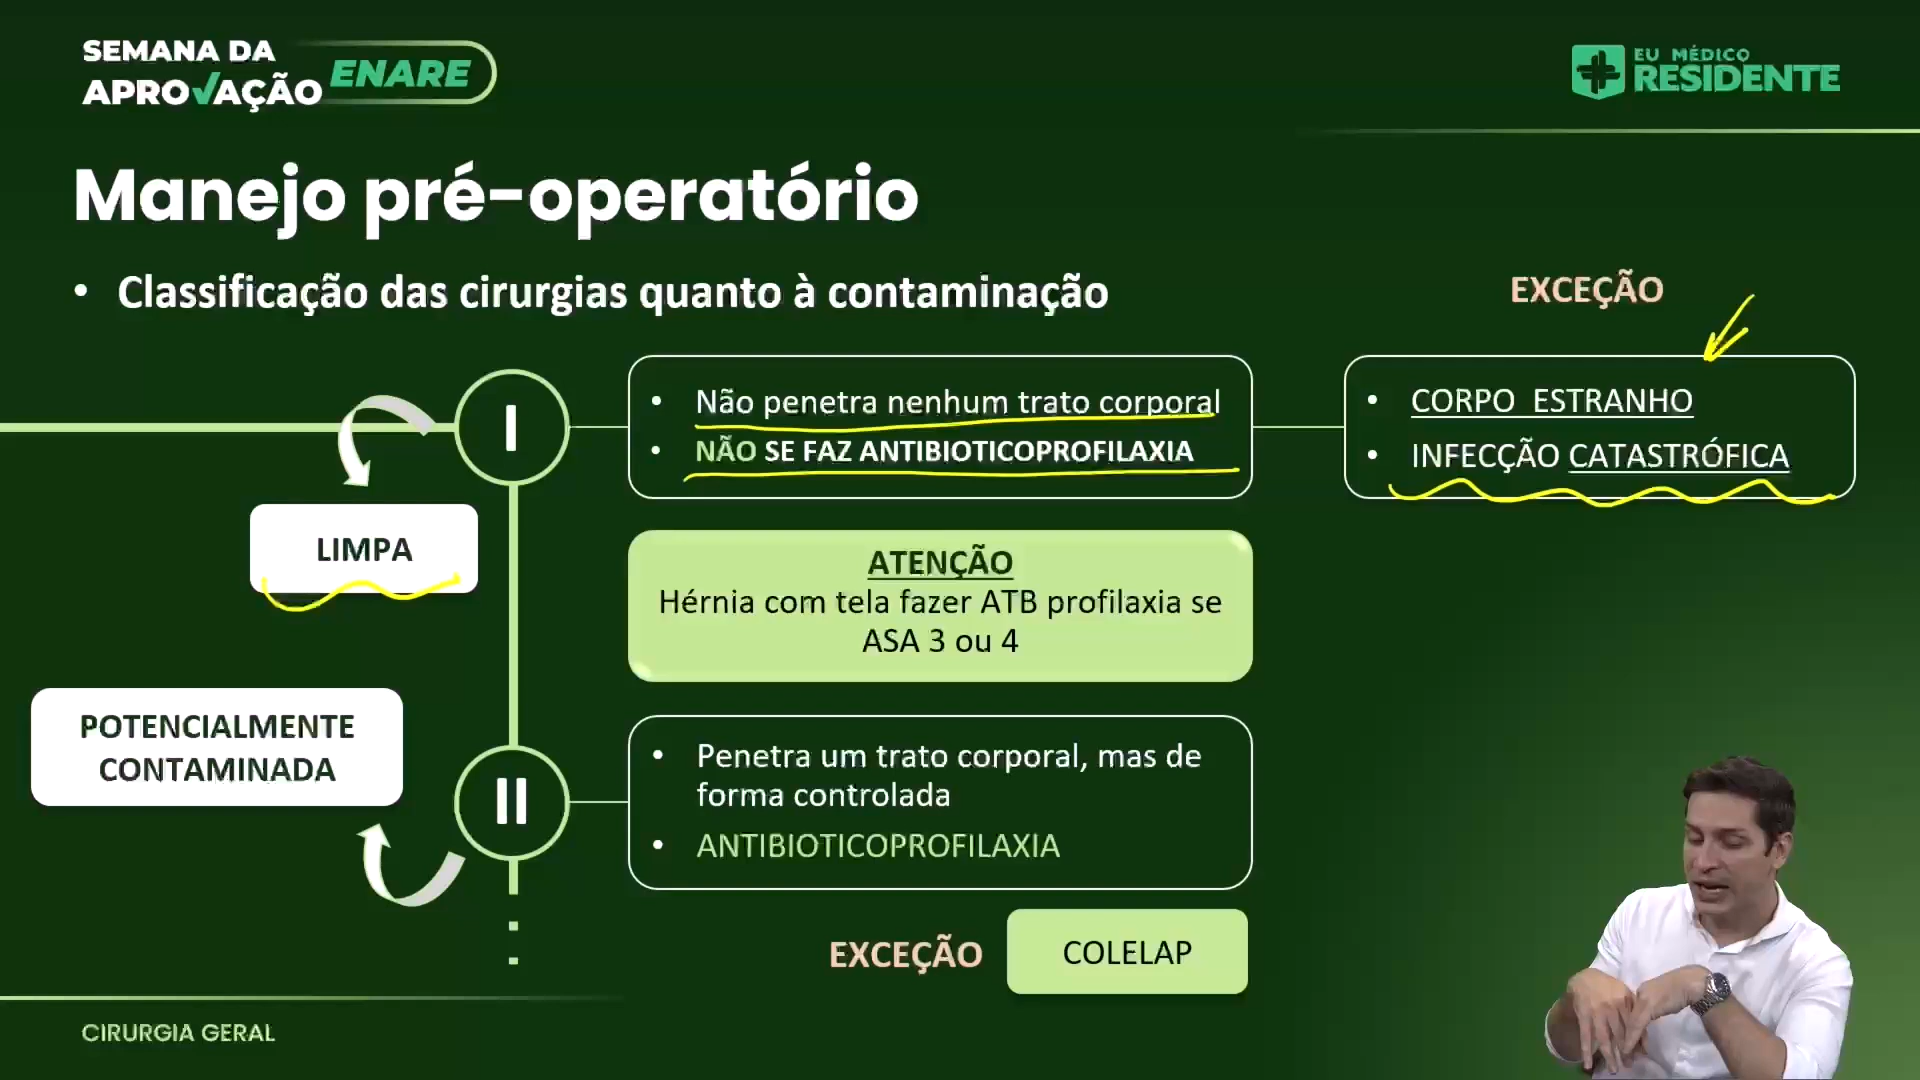 SEMANA DA
APROVAÇÃO ENARE
EU MÉDICO
RESIDENTE
Manejo pré-operatório
• Classificação das cirurgias quanto à contaminação
EXCEÇÃO
I
• Não penetra nenhum trato corporal
• NÃO SE FAZ ANTIBIOTICOPROFILAXIA
• CORPO ESTRANHO
• INFECÇÃO CATASTRÓFICA
LIMPA
ATENÇÃO
Hérnia com tela fazer ATB profilaxia se
ASA 3 ou 4
POTENCIALMENTE
CONTAMINADA
II
• Penetra um trato corporal, mas de
forma controlada
• ANTIBIOTICOPROFILAXIA
EXCEÇÃO
COLELAP
CIRURGIA GERAL